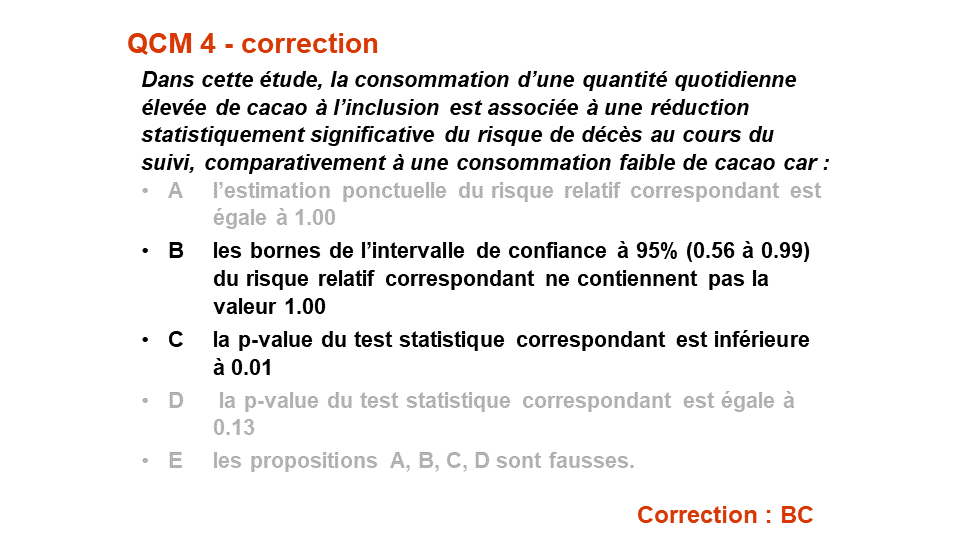 QCM 4 - correction
Dans cette étude, la consommation d’une quantité quotidienne
élevée de cacao à l’inclusion est associée à une réduction
statistiquement significative du risque de décès au cours du
suivi, comparativement à une consommation faible de cacao car :
• A l’estimation ponctuelle du risque relatif correspondant est
égale à 1.00
• B les bornes de l’intervalle de confiance à 95% (0.56 à 0.99)
du risque relatif correspondant ne contiennent pas la
valeur 1.00
• C la p-value du test statistique correspondant est inférieure
à 0.01
• D la p-value du test statistique correspondant est égale à
0.13
• E les propositions A, B, C, D sont fausses.
Correction : BC